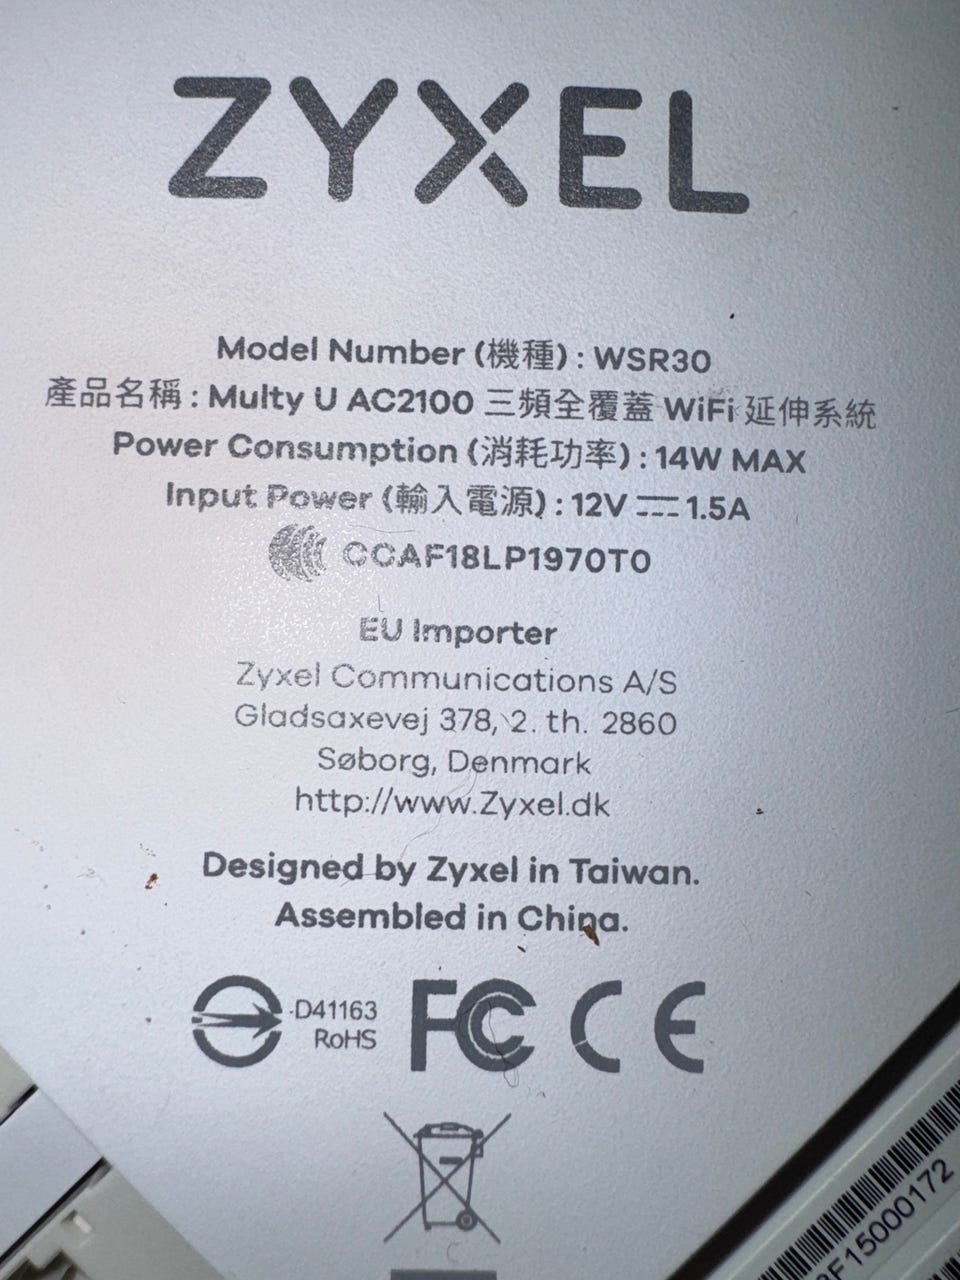 ZYXEL
Model Number (機種) : WSR30
產品名稱 : Multy U AC2100 三頻全覆蓋 WiFi 延伸系統
Power Consumption (消耗功率) : 14W MAX
Input Power (輸入電源) : 12V ⎓ 1.5A
CCAF18LP1970T0
EU Importer
Zyxel Communications A/S
Gladsaxevej 378, 2. th. 2860
Søborg, Denmark
http://www.Zyxel.dk
Designed by Zyxel in Taiwan.
Assembled in China.
D41163
RoHS
FC CE
F15000172